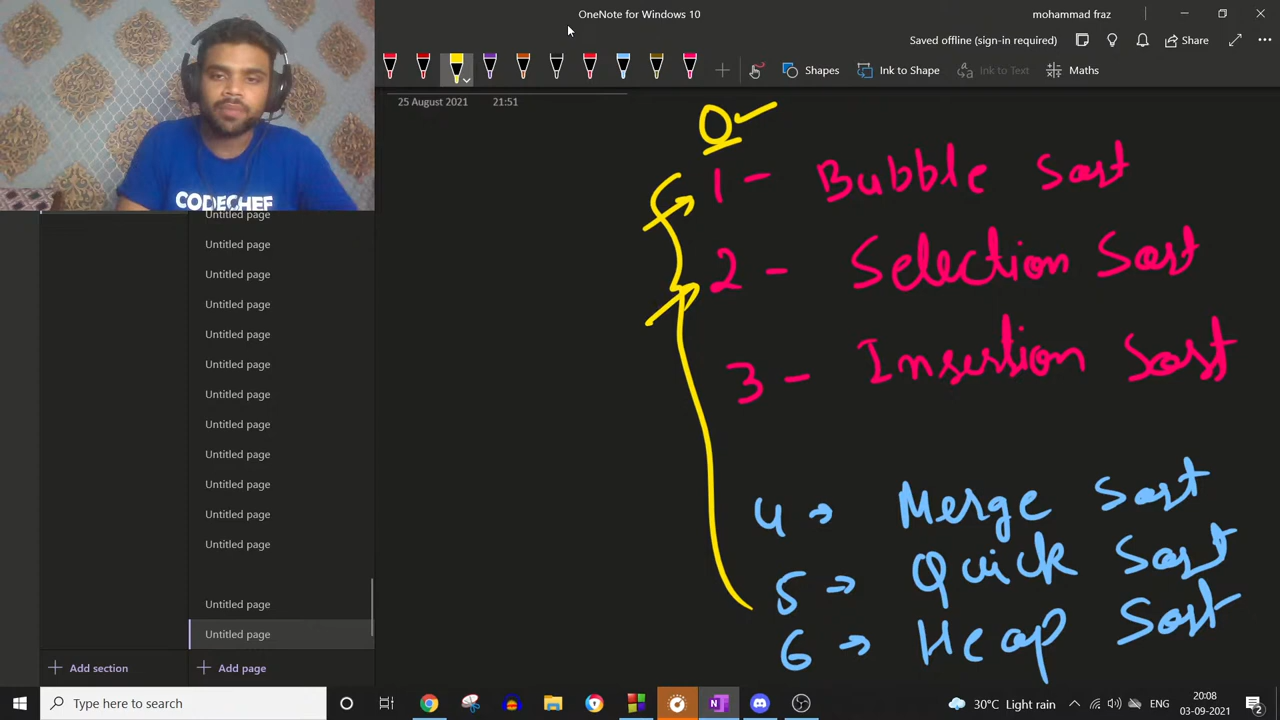 OneNote for Windows 10
mohammad fraz
Saved offline (sign-in required)
Share
Shapes
Ink to Shape
Ink to Text
Maths
25 August 2021 21:51
CODECHEF
1 - Bubble Sort
2 - Selection Sort
3 - Insertion Sort
4 → Merge Sort
5 → Quick Sort
6 → Heap Sort
Untitled page
Untitled page
Untitled page
Untitled page
Untitled page
Untitled page
Untitled page
Untitled page
Untitled page
Untitled page
Untitled page
Untitled page
Untitled page
Untitled page
Add section
Add page
Type here to search
30°C Light rain
ENG
20:08
03-09-2021
2